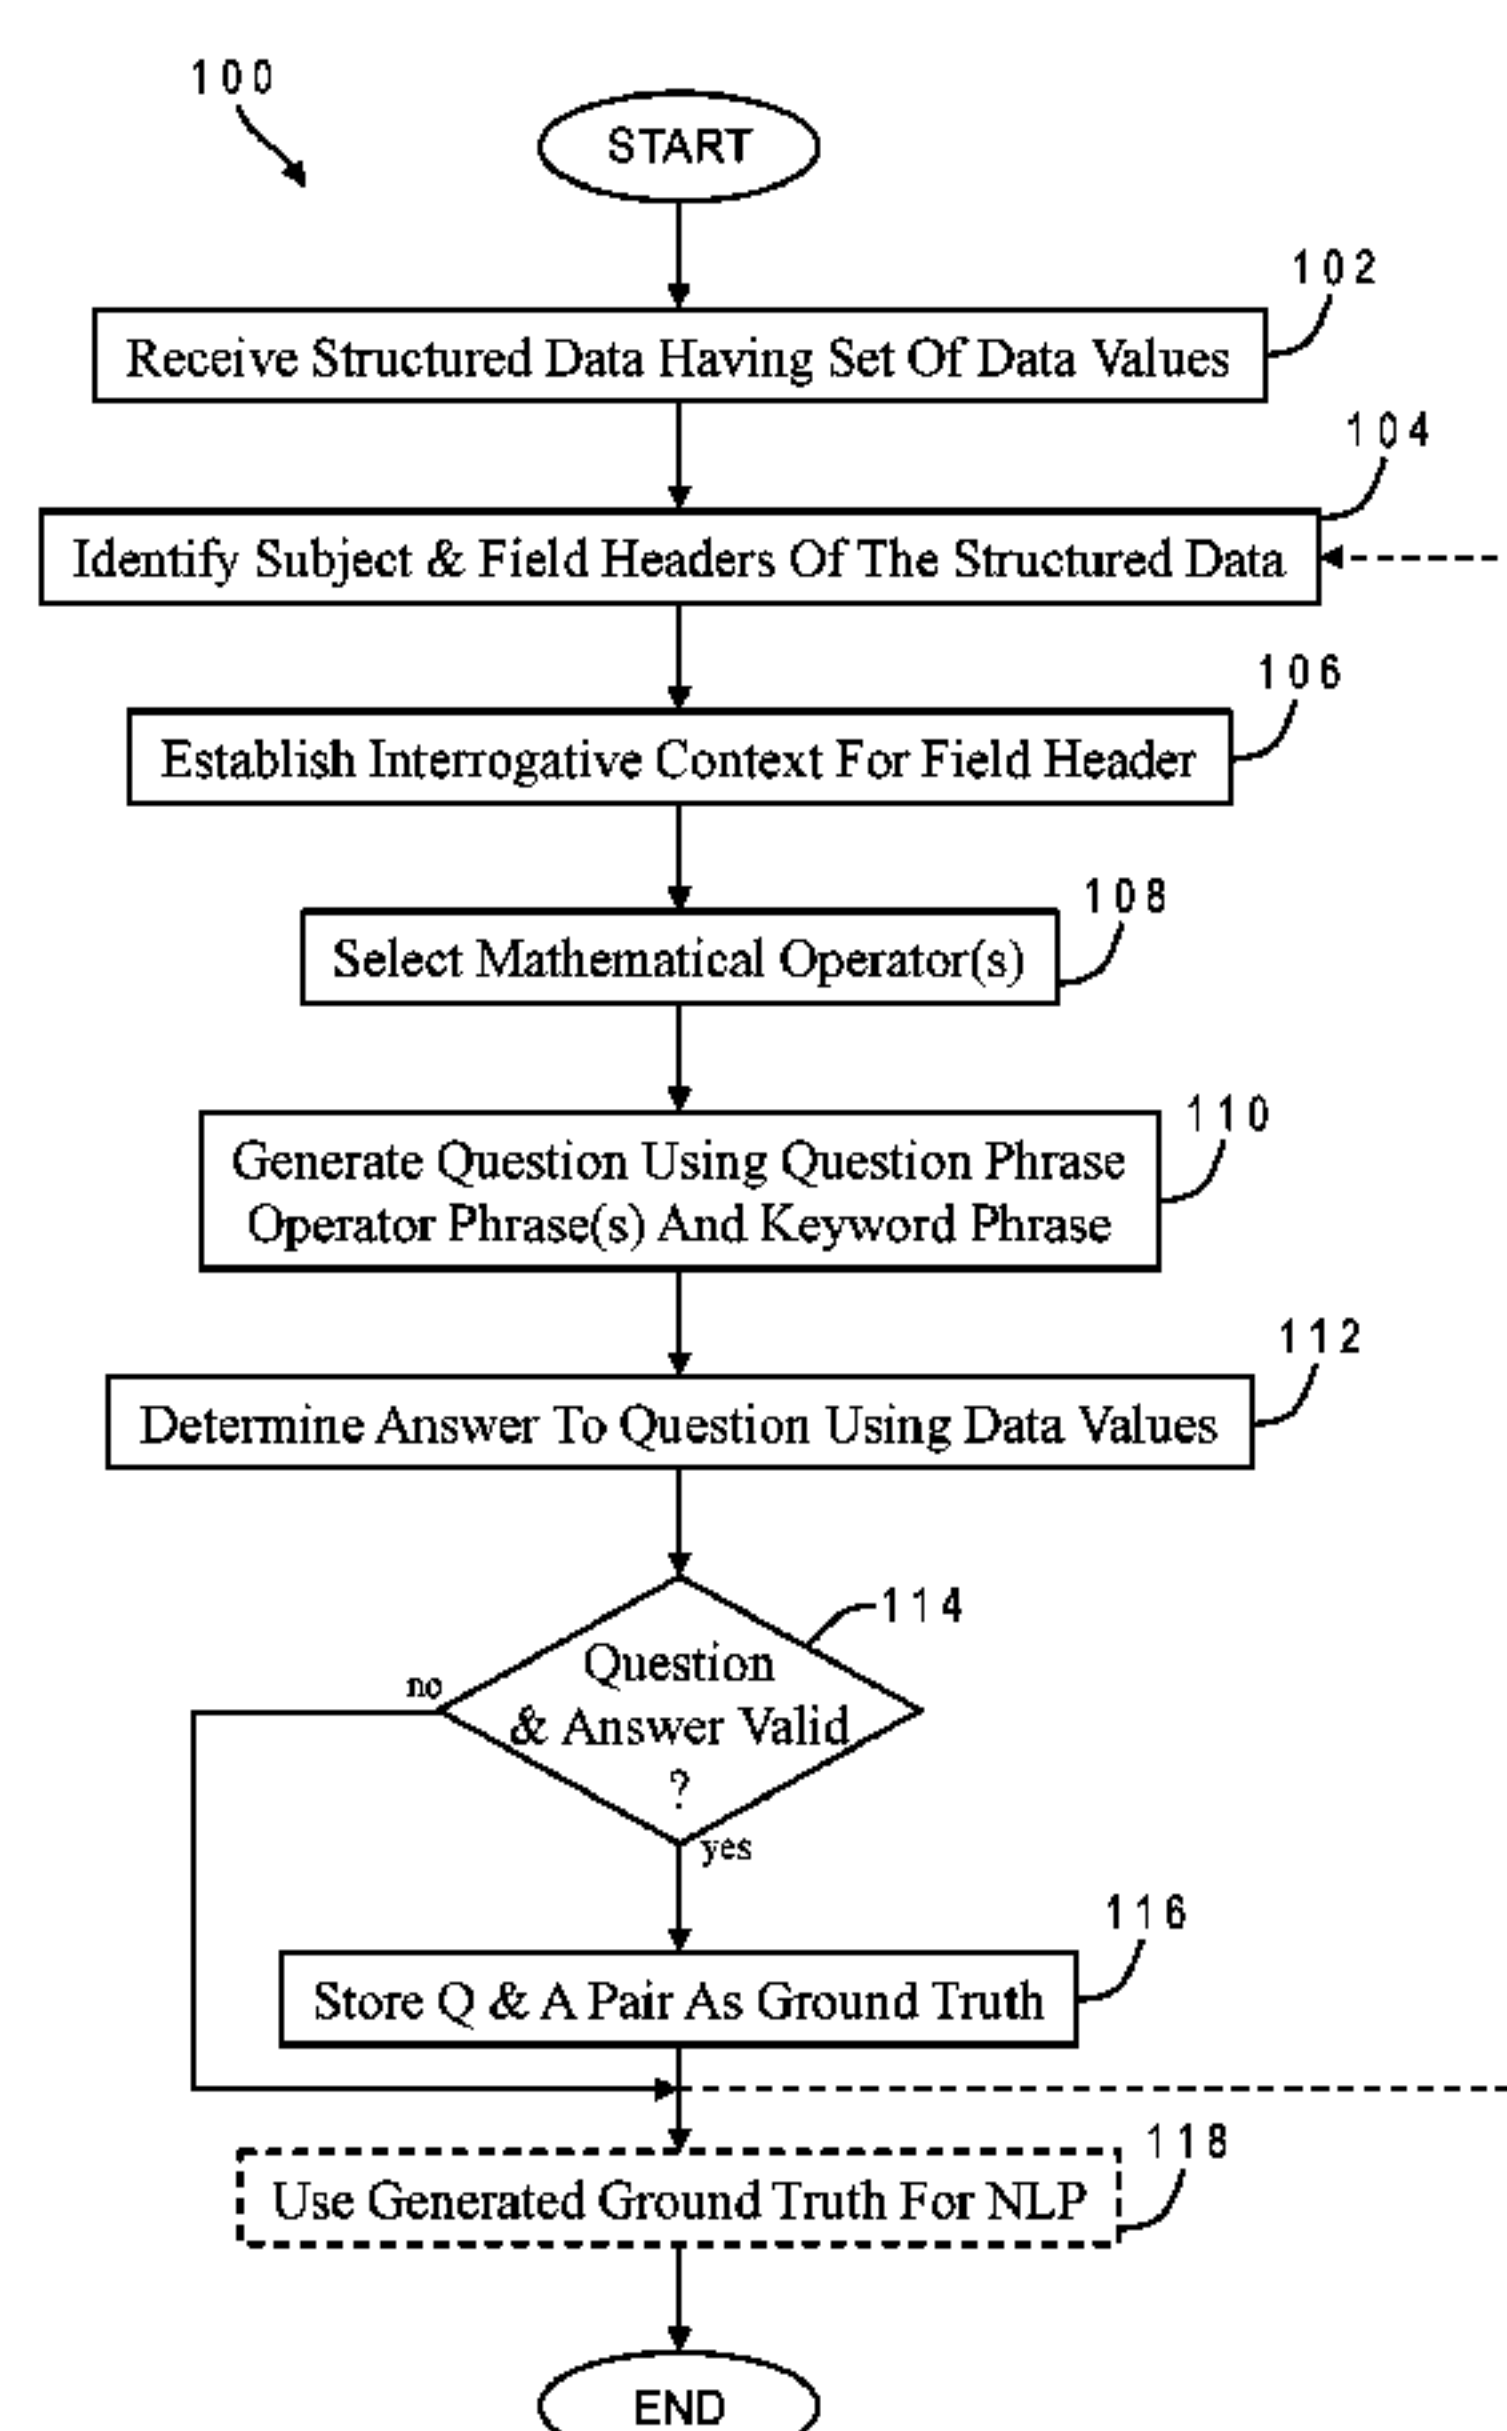 100
START
102
Receive Structured Data Having Set Of Data Values
104
Identify Subject & Field Headers Of The Structured Data
106
Establish Interrogative Context For Field Header
108
Select Mathematical Operator(s)
110
Generate Question Using Question Phrase
Operator Phrase(s) And Keyword Phrase
112
Determine Answer To Question Using Data Values
114
Question
& Answer Valid
?
no
yes
116
Store Q & A Pair As Ground Truth
118
Use Generated Ground Truth For NLP
END